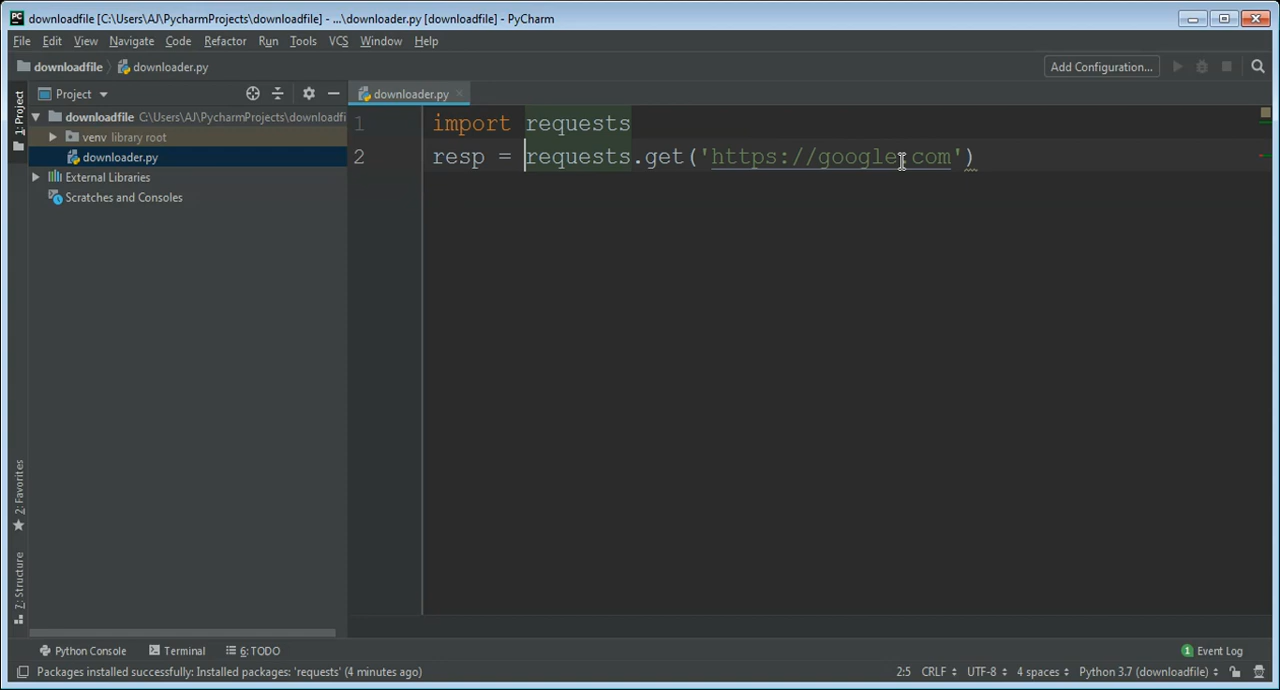 downloadfile [C:\Users\AJ\PycharmProjects\downloadfile] - ...\downloader.py [downloadfile] - PyCharm
File Edit View Navigate Code Refactor Run Tools VCS Window Help
downloadfile downloader.py Add Configuration...
1: Project
Project
downloader.py
downloadfile C:\Users\AJ\PycharmProjects\downloadfi
venv library root
downloader.py
External Libraries
Scratches and Consoles
1 import requests
2 resp = requests.get('https://google.com')
2: Favorites
7: Structure
Python Console Terminal 6: TODO 1 Event Log
Packages installed successfully: Installed packages: 'requests' (4 minutes ago) 2:5 CRLF UTF-8 4 spaces Python 3.7 (downloadfile)